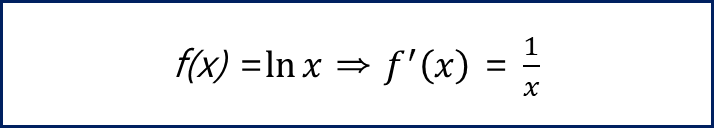 f(x) = ln x ⇒ f′(x) = 1/x